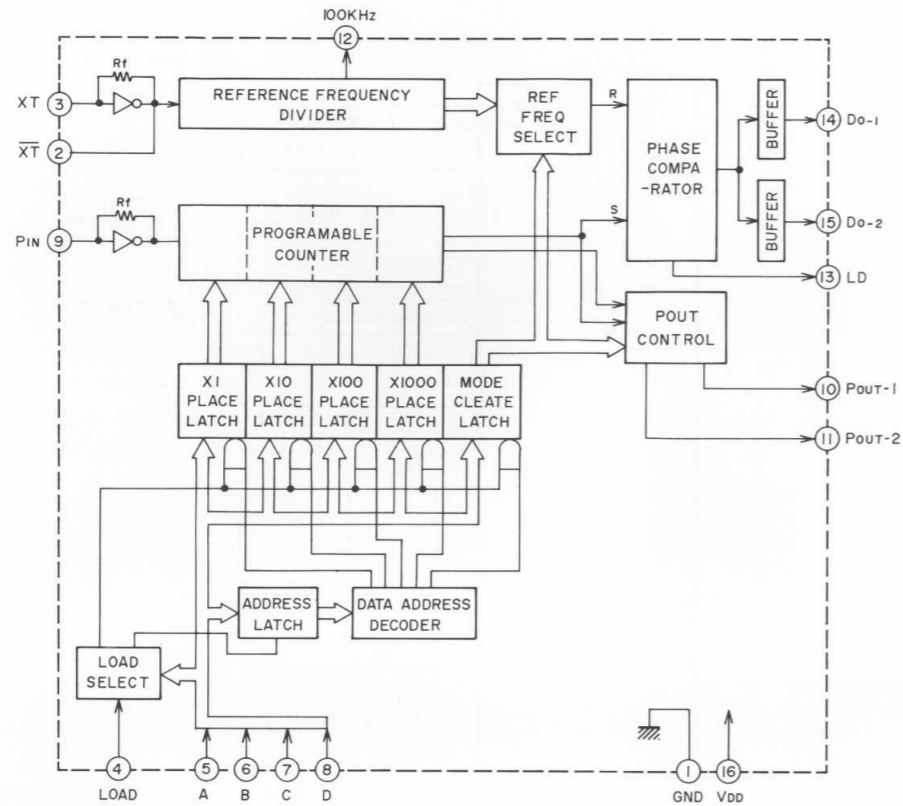 100KHz
12
Rf
XT 3
REFERENCE FREQUENCY
DIVIDER
REF
FREQ
SELECT
R
PHASE
COMPA
-RATOR
BUFFER
14 Do-1
XT 2
Rf
PIN 9
PROGRAMABLE
COUNTER
S
BUFFER
15 Do-2
13 LD
POUT
CONTROL
X1
PLACE
LATCH
X10
PLACE
LATCH
X100
PLACE
LATCH
X1000
PLACE
LATCH
MODE
CLEATE
LATCH
10 POUT-1
11 POUT-2
ADDRESS
LATCH
DATA ADDRESS
DECODER
LOAD
SELECT
4
LOAD
5
A
6
B
7
C
8
D
1
GND
16
VDD